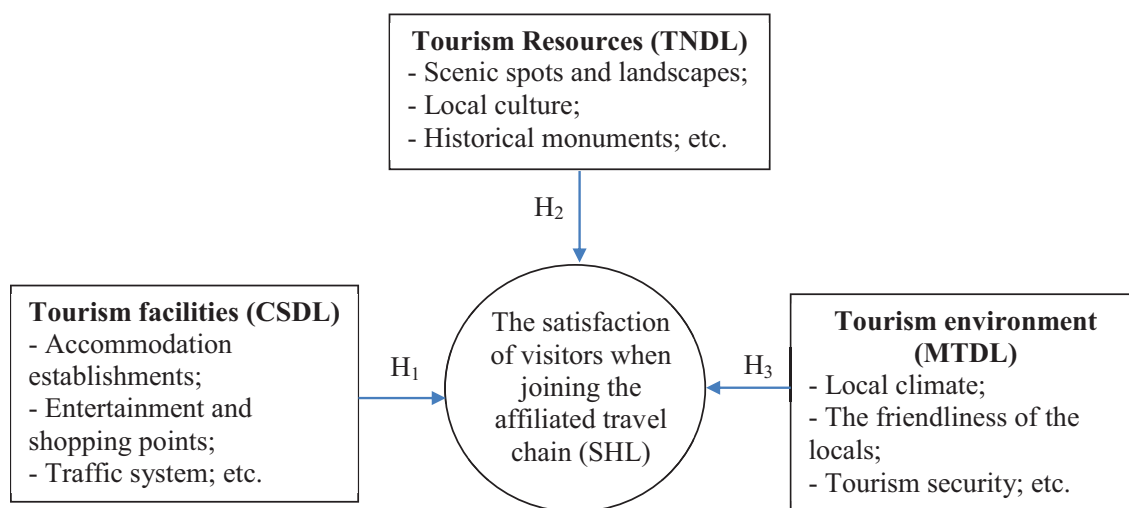 Tourism Resources (TNDL)
- Scenic spots and landscapes;
- Local culture;
- Historical monuments; etc.
H₂
Tourism facilities (CSDL)
- Accommodation
establishments;
- Entertainment and
shopping points;
- Traffic system; etc.
H₁
The satisfaction
of visitors when
joining the
affiliated travel
chain (SHL)
H₃
Tourism environment
(MTDL)
- Local climate;
- The friendliness of the
locals;
- Tourism security; etc.